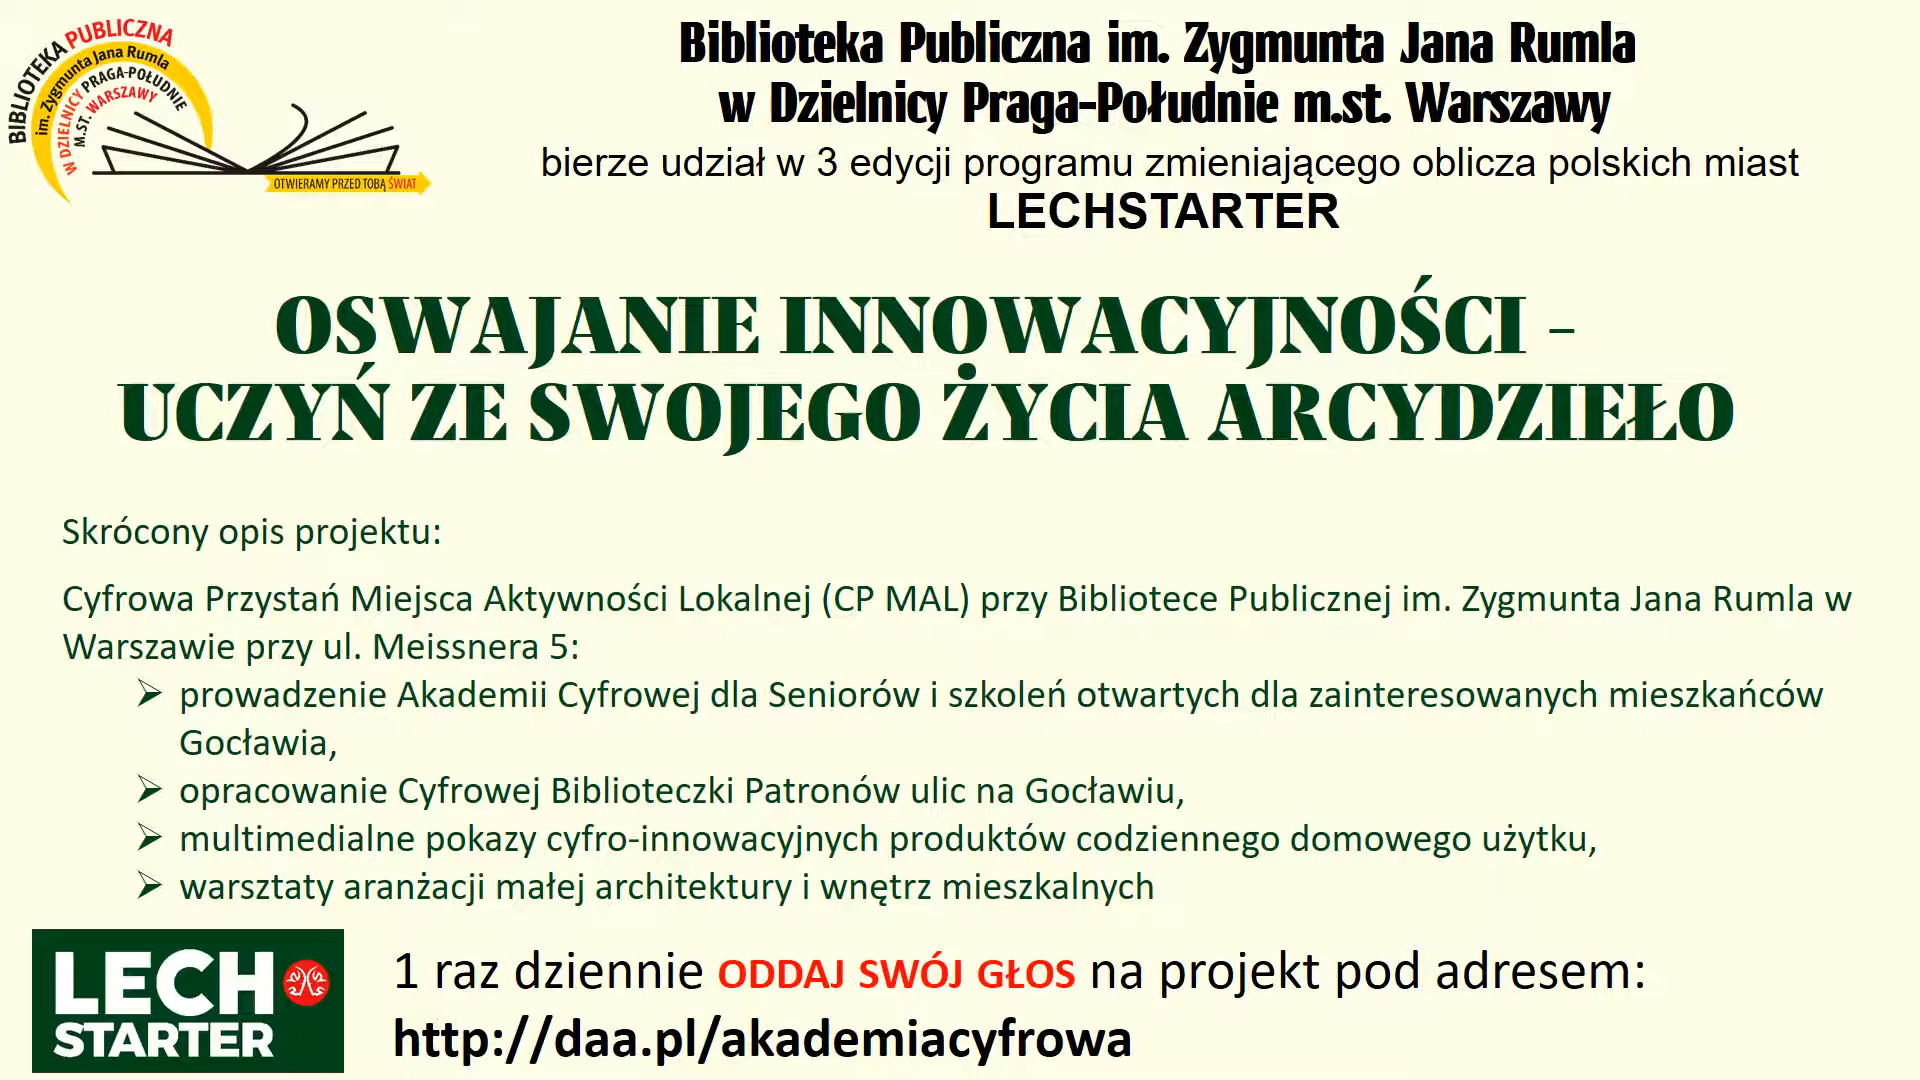 BIBLIOTEKA PUBLICZNA
im. Zygmunta Jana Rumla
W DZIELNICY PRAGA-POŁUDNIE
M.ST. WARSZAWY
OTWIERAMY PRZED TOBĄ ŚWIAT
Biblioteka Publiczna im. Zygmunta Jana Rumla
w Dzielnicy Praga-Południe m.st. Warszawy
bierze udział w 3 edycji programu zmieniającego oblicza polskich miast
LECHSTARTER
OSWAJANIE INNOWACYJNOŚCI –
UCZYŃ ZE SWOJEGO ŻYCIA ARCYDZIEŁO
Skrócony opis projektu:
Cyfrowa Przystań Miejsca Aktywności Lokalnej (CP MAL) przy Bibliotece Publicznej im. Zygmunta Jana Rumla w
Warszawie przy ul. Meissnera 5:
⮚ prowadzenie Akademii Cyfrowej dla Seniorów i szkoleń otwartych dla zainteresowanych mieszkańców
Gocławia,
⮚ opracowanie Cyfrowej Biblioteczki Patronów ulic na Gocławiu,
⮚ multimedialne pokazy cyfro-innowacyjnych produktów codziennego domowego użytku,
⮚ warsztaty aranżacji małej architektury i wnętrz mieszkalnych
LECH
STARTER
1 raz dziennie ODDAJ SWÓJ GŁOS na projekt pod adresem:
http://daa.pl/akademiacyfrowa